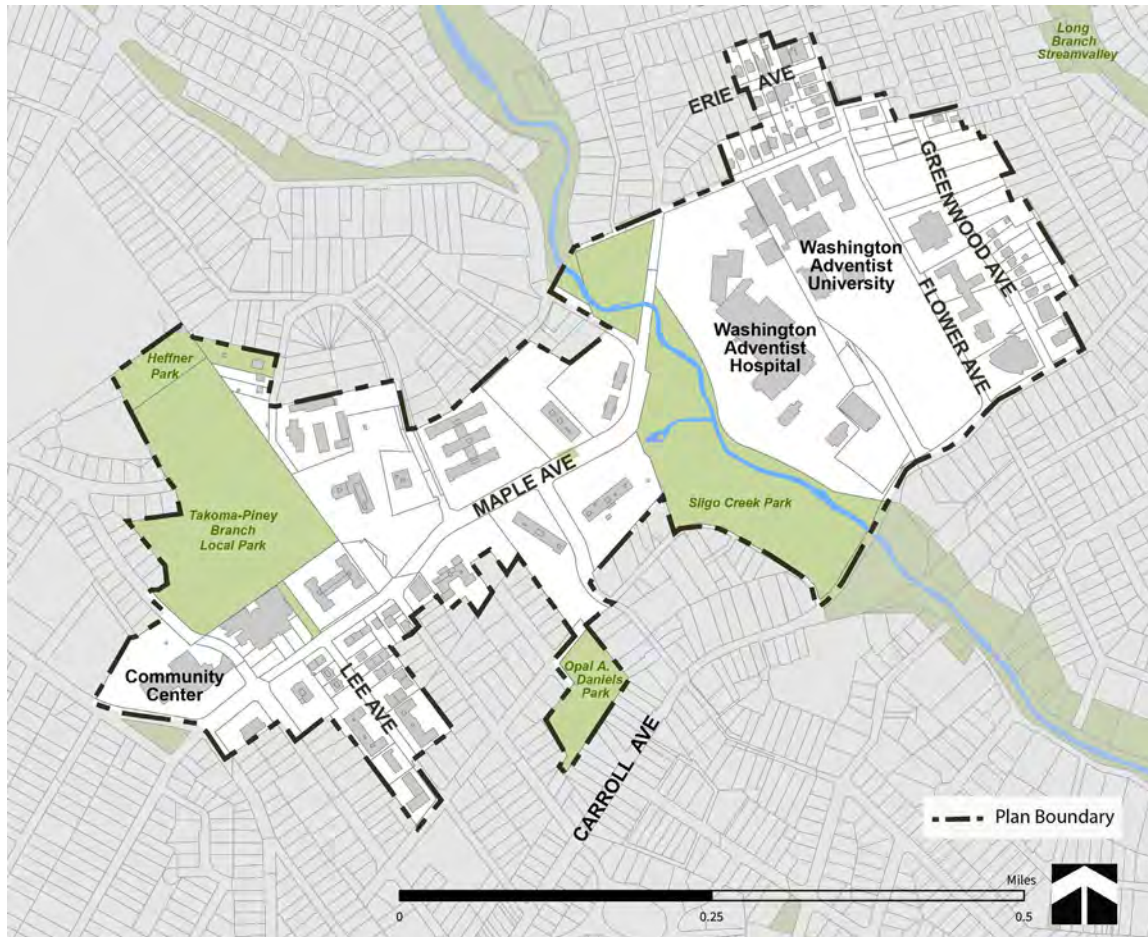 Long
Branch
Streamvalley
ERIE AVE
GREENWOOD AVE
Washington
Adventist
University
FLOWER AVE
Washington
Adventist
Hospital
Heffner
Park
MAPLE AVE
Sligo Creek Park
Takoma-Piney
Branch
Local Park
Community
Center
LEE AVE
Opal A.
Daniels
Park
CARROLL AVE
Plan Boundary
Miles
0
0.25
0.5